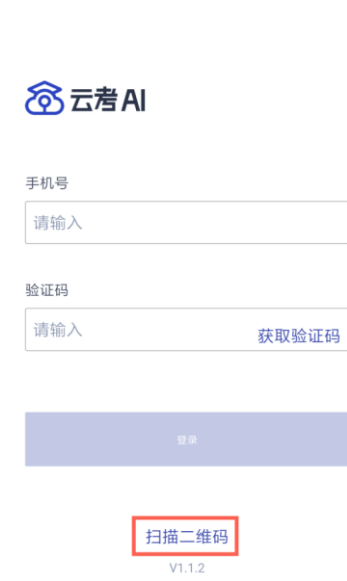 云考AI
手机号
请输入
验证码
请输入 获取验证码
登录
扫描二维码
V1.1.2